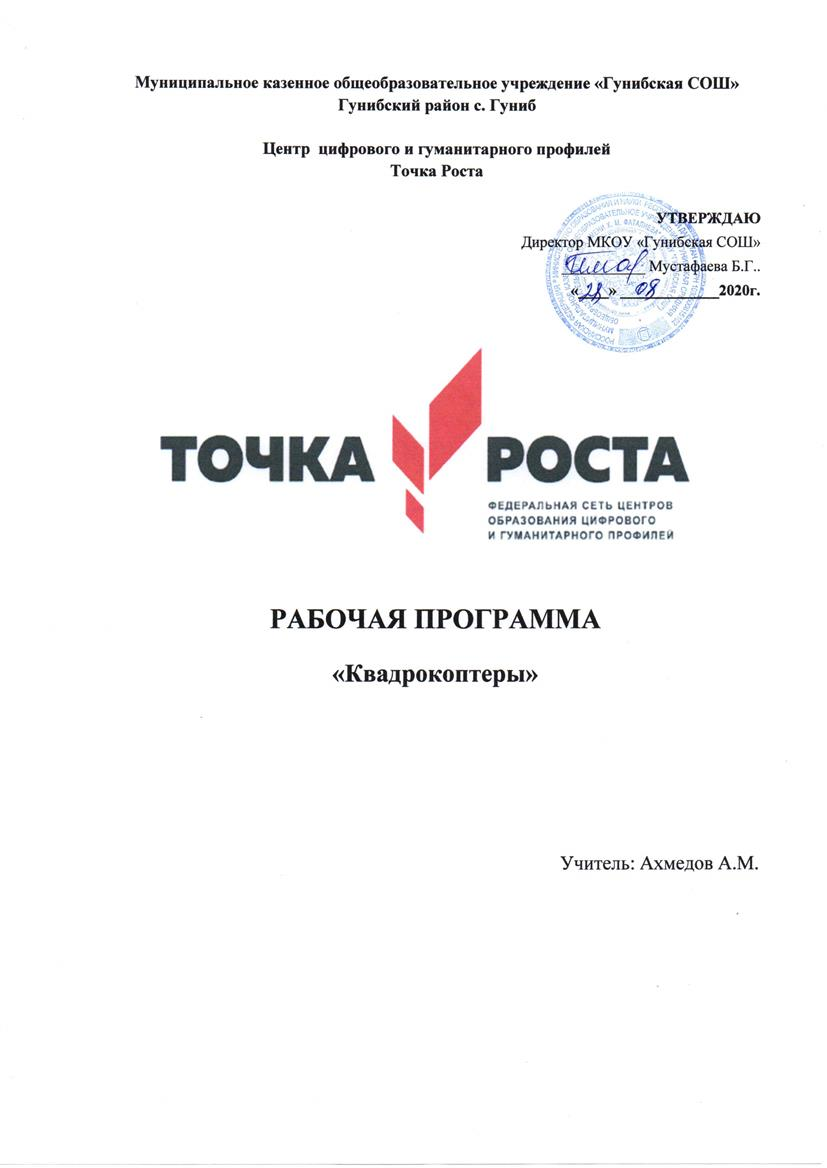 Муниципальное казенное общеобразовательное учреждение «Гунибская СОШ»
Гунибский район с. Гуниб
Центр цифрового и гуманитарного профилей
Точка Роста
УТВЕРЖДАЮ
Директор МКОУ «Гунибская СОШ»
Мустафаева Б.Г..
«28» 08 2020г.
ТОЧКА РОСТА
ФЕДЕРАЛЬНАЯ СЕТЬ ЦЕНТРОВ
ОБРАЗОВАНИЯ ЦИФРОВОГО
И ГУМАНИТАРНОГО ПРОФИЛЕЙ
РАБОЧАЯ ПРОГРАММА
«Квадрокоптеры»
Учитель: Ахмедов А.М.